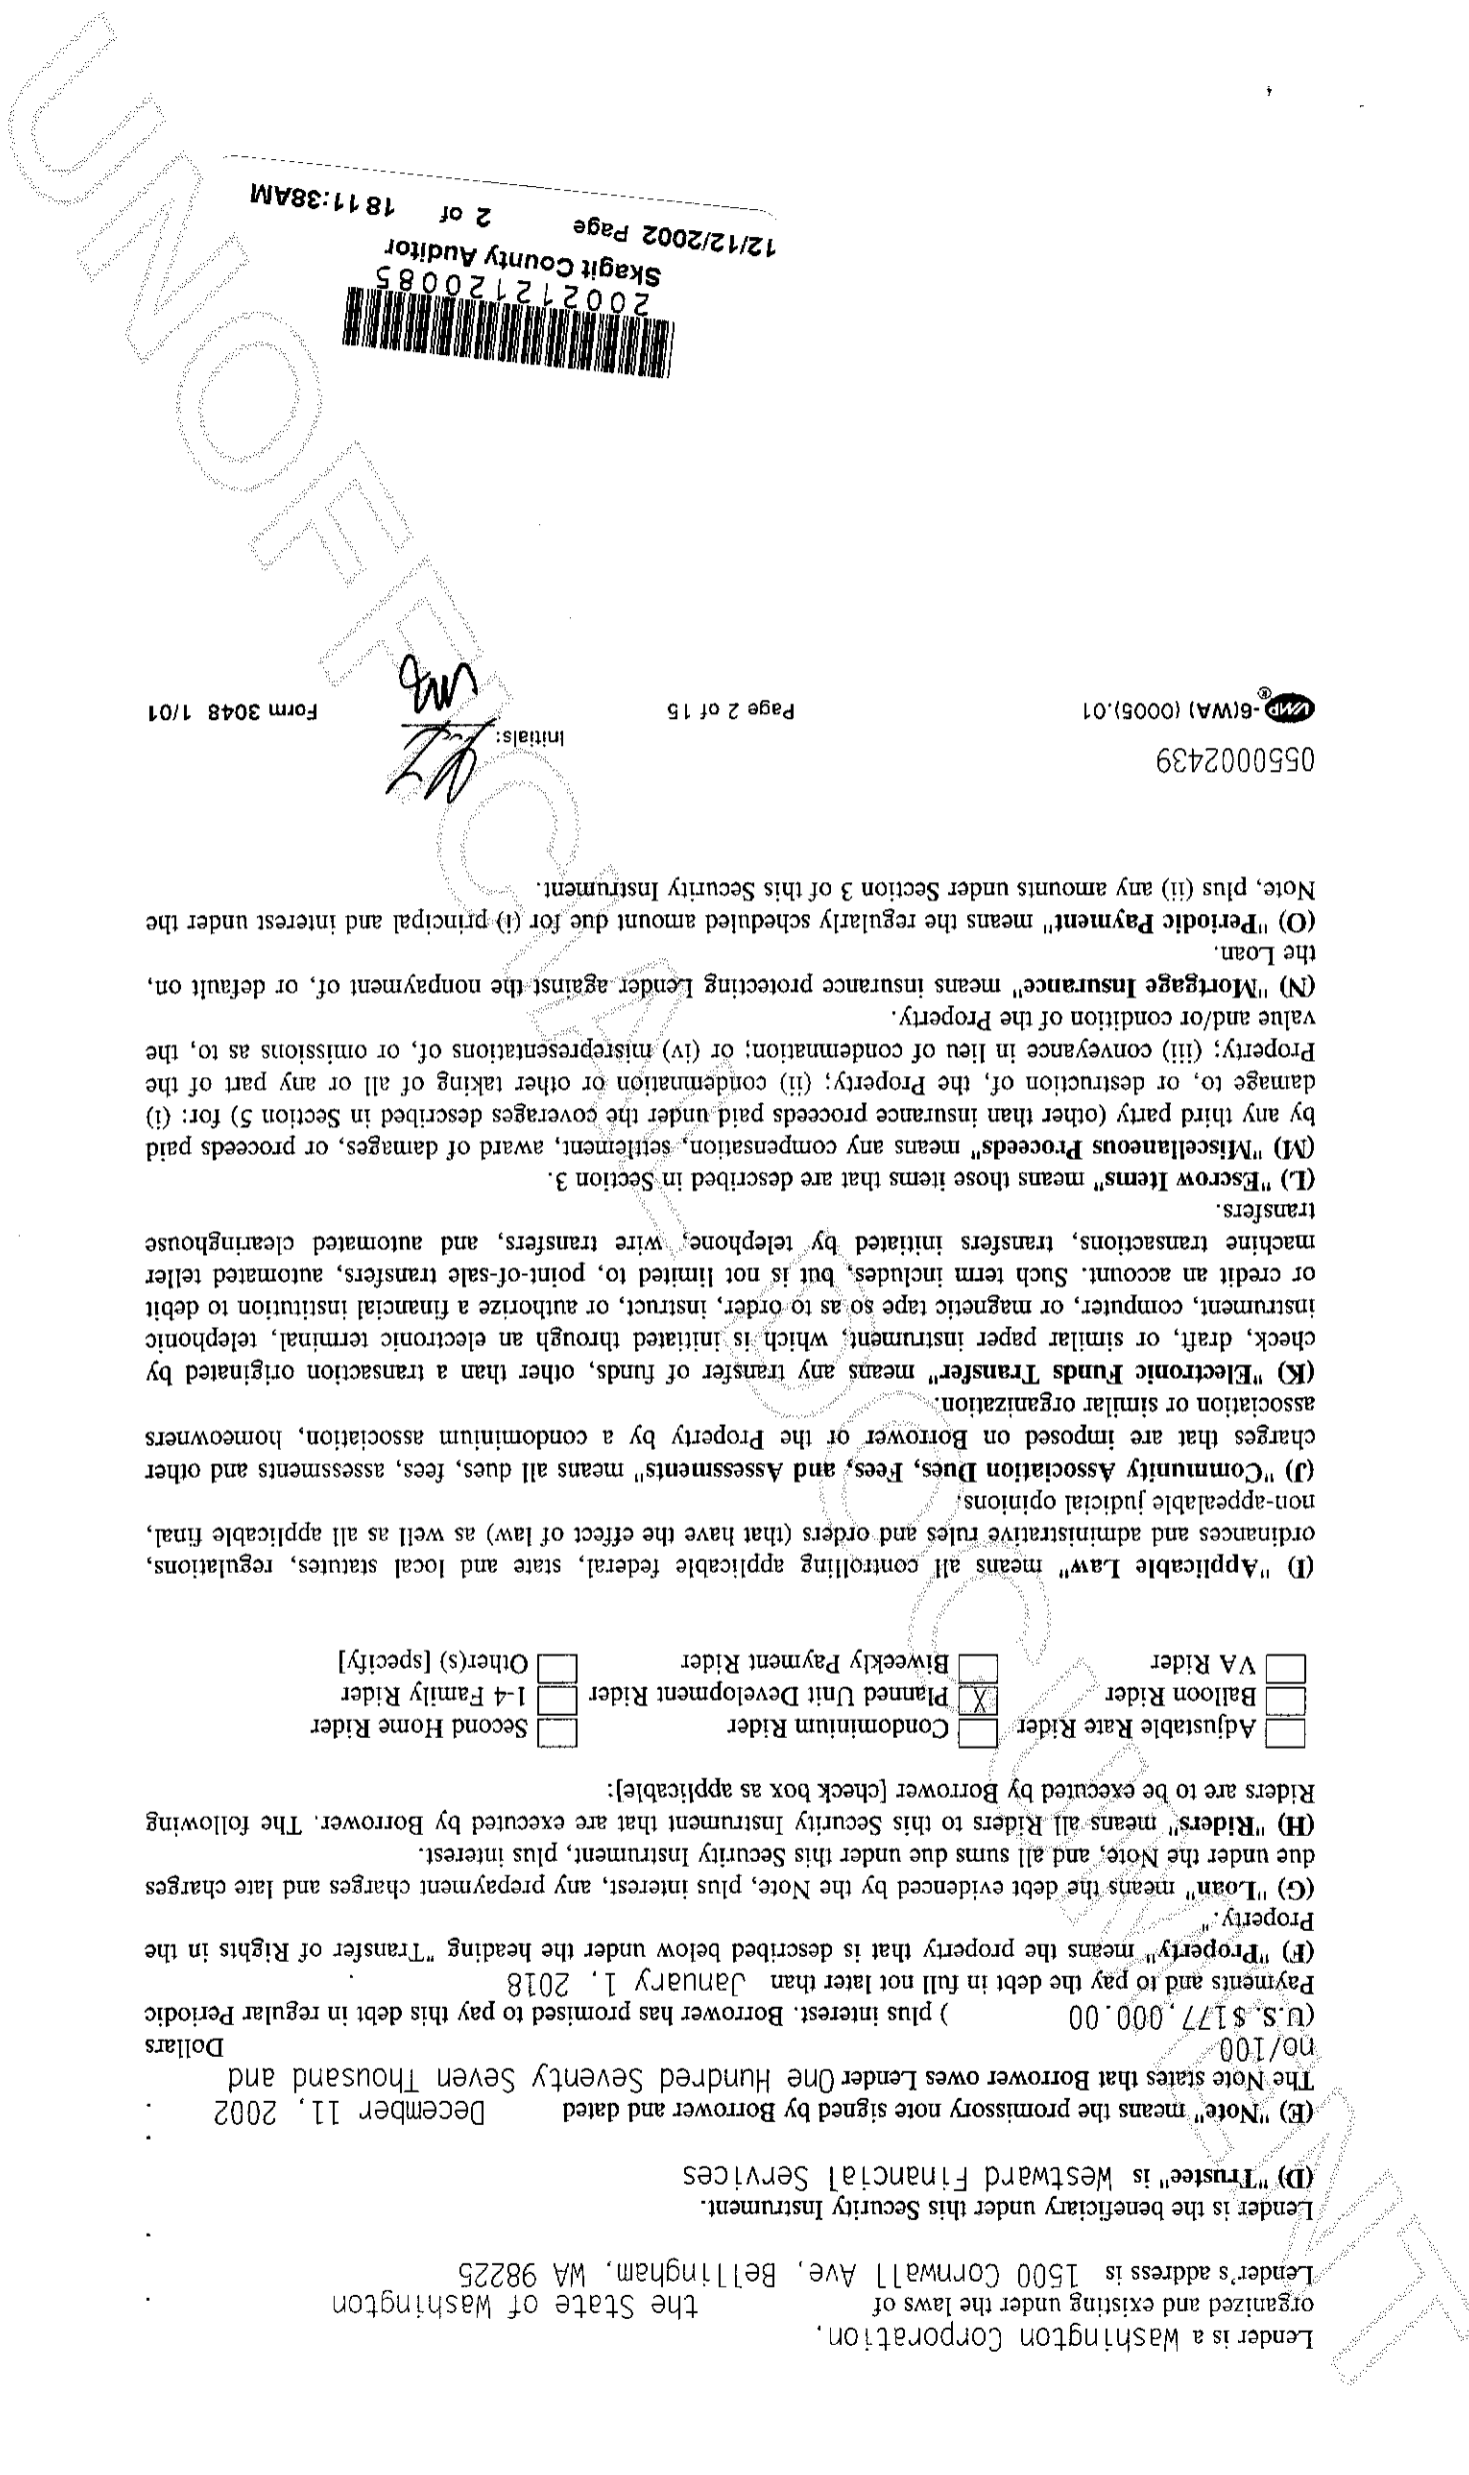 Lender is a Washington Corporation,
organized and existing under the laws of the State of Washington .
Lender's address is 1500 Cornwall Ave, Bellingham, WA 98225
.
Lender is the beneficiary under this Security Instrument.
(D) "Trustee" is Westward Financial Services
.
(E) "Note" means the promissory note signed by Borrower and dated December 11, 2002 .
The Note states that Borrower owes Lender One Hundred Seventy Seven Thousand and
no/100 Dollars
(U.S. $177,000.00 ) plus interest. Borrower has promised to pay this debt in regular Periodic
Payments and to pay the debt in full not later than January 1, 2018 .
(F) "Property" means the property that is described below under the heading "Transfer of Rights in the
Property."
(G) "Loan" means the debt evidenced by the Note, plus interest, any prepayment charges and late charges
due under the Note, and all sums due under this Security Instrument, plus interest.
(H) "Riders" means all Riders to this Security Instrument that are executed by Borrower. The following
Riders are to be executed by Borrower [check box as applicable]:
Adjustable Rate Rider Condominium Rider Second Home Rider
Balloon Rider X Planned Unit Development Rider 1-4 Family Rider
VA Rider Biweekly Payment Rider Other(s) [specify]
(I) "Applicable Law" means all controlling applicable federal, state and local statutes, regulations,
ordinances and administrative rules and orders (that have the effect of law) as well as all applicable final,
non-appealable judicial opinions.
(J) "Community Association Dues, Fees, and Assessments" means all dues, fees, assessments and other
charges that are imposed on Borrower or the Property by a condominium association, homeowners
association or similar organization.
(K) "Electronic Funds Transfer" means any transfer of funds, other than a transaction originated by
check, draft, or similar paper instrument, which is initiated through an electronic terminal, telephonic
instrument, computer, or magnetic tape so as to order, instruct, or authorize a financial institution to debit
or credit an account. Such term includes, but is not limited to, point-of-sale transfers, automated teller
machine transactions, transfers initiated by telephone, wire transfers, and automated clearinghouse
transfers.
(L) "Escrow Items" means those items that are described in Section 3.
(M) "Miscellaneous Proceeds" means any compensation, settlement, award of damages, or proceeds paid
by any third party (other than insurance proceeds paid under the coverages described in Section 5) for: (i)
damage to, or destruction of, the Property; (ii) condemnation or other taking of all or any part of the
Property; (iii) conveyance in lieu of condemnation; or (iv) misrepresentations of, or omissions as to, the
value and/or condition of the Property.
(N) "Mortgage Insurance" means insurance protecting Lender against the nonpayment of, or default on,
the Loan.
(O) "Periodic Payment" means the regularly scheduled amount due for (i) principal and interest under the
Note, plus (ii) any amounts under Section 3 of this Security Instrument.
0550002439
Initials:
VMP®-6(WA) (0005).01 Page 2 of 15 Form 3048 1/01
200212120085
Skagit County Auditor
12/12/2002 Page 2 of 18 11:38AM
UNOFFICIAL DOCUMENT